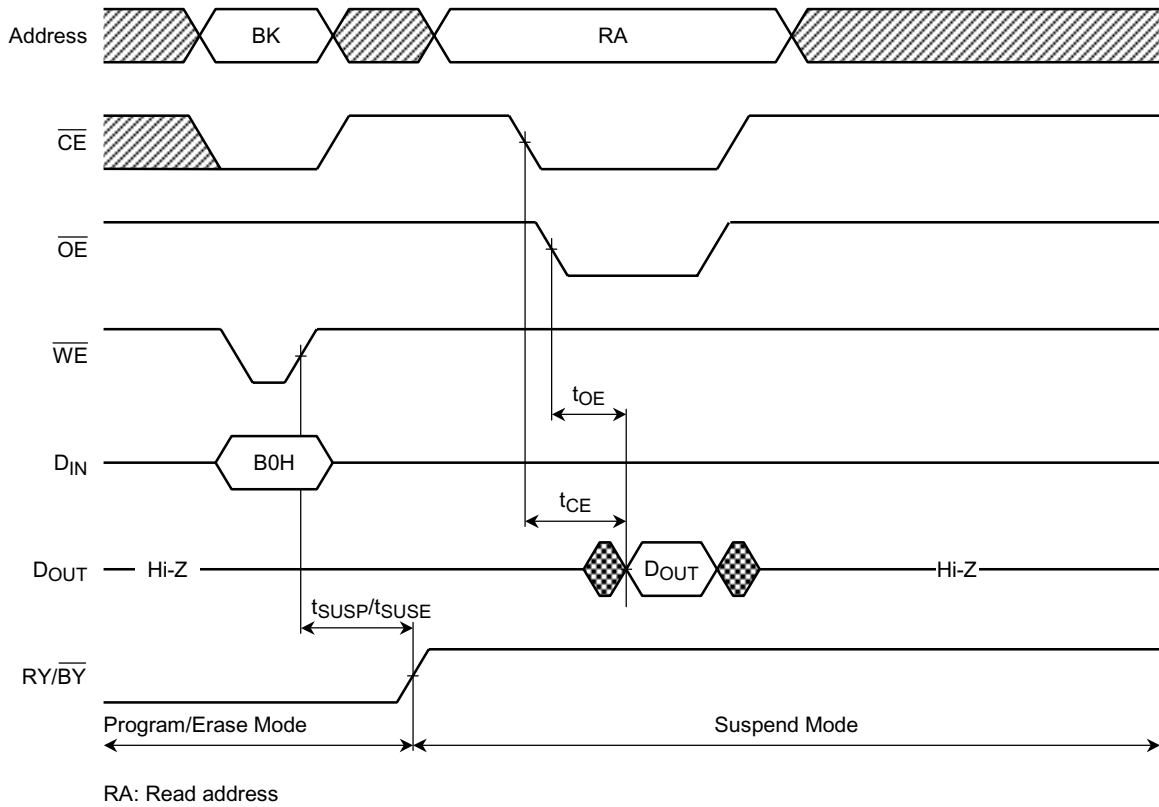 Address
BK
RA
CE
OE
WE
tOE
DIN
B0H
tCE
DOUT
Hi-Z
DOUT
Hi-Z
tSUSP/tSUSE
RY/BY
Program/Erase Mode
Suspend Mode
RA: Read address